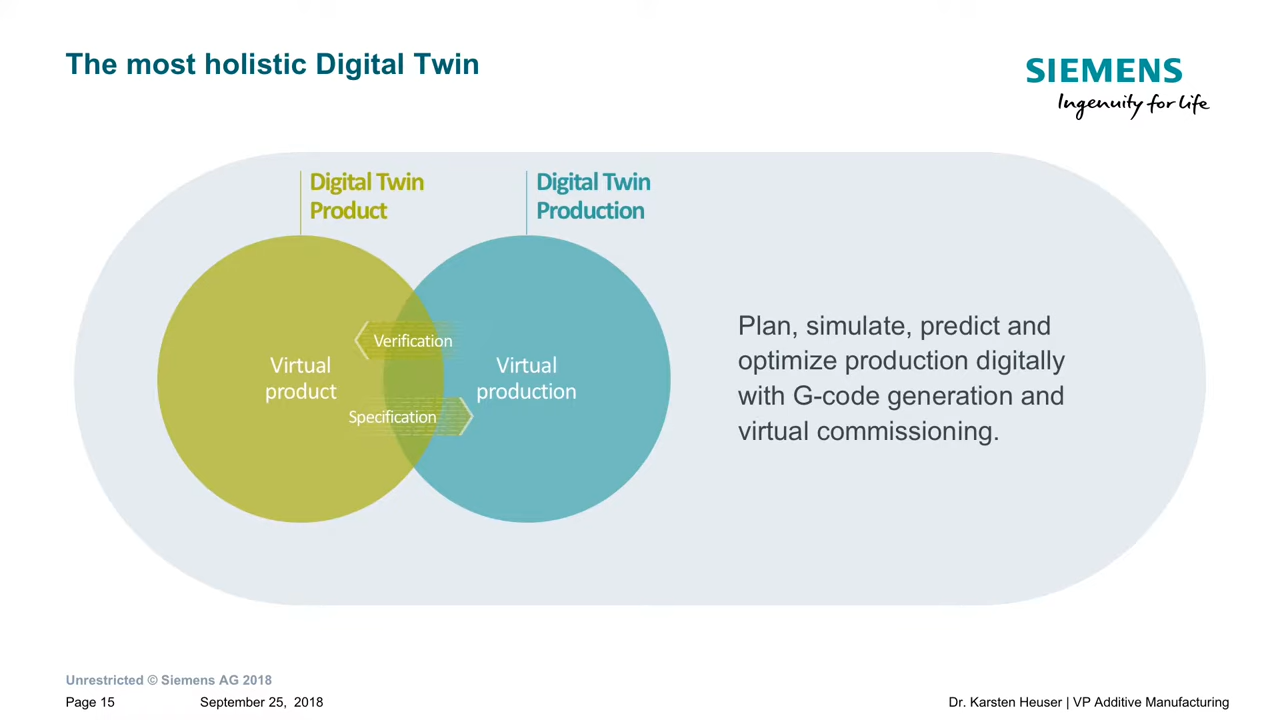 The most holistic Digital Twin
SIEMENS
Ingenuity for life
Digital Twin
Product
Digital Twin
Production
Verification
Virtual
product
Virtual
production
Specification
Plan, simulate, predict and
optimize production digitally
with G-code generation and
virtual commissioning.
Unrestricted © Siemens AG 2018
Page 15
September 25, 2018
Dr. Karsten Heuser | VP Additive Manufacturing